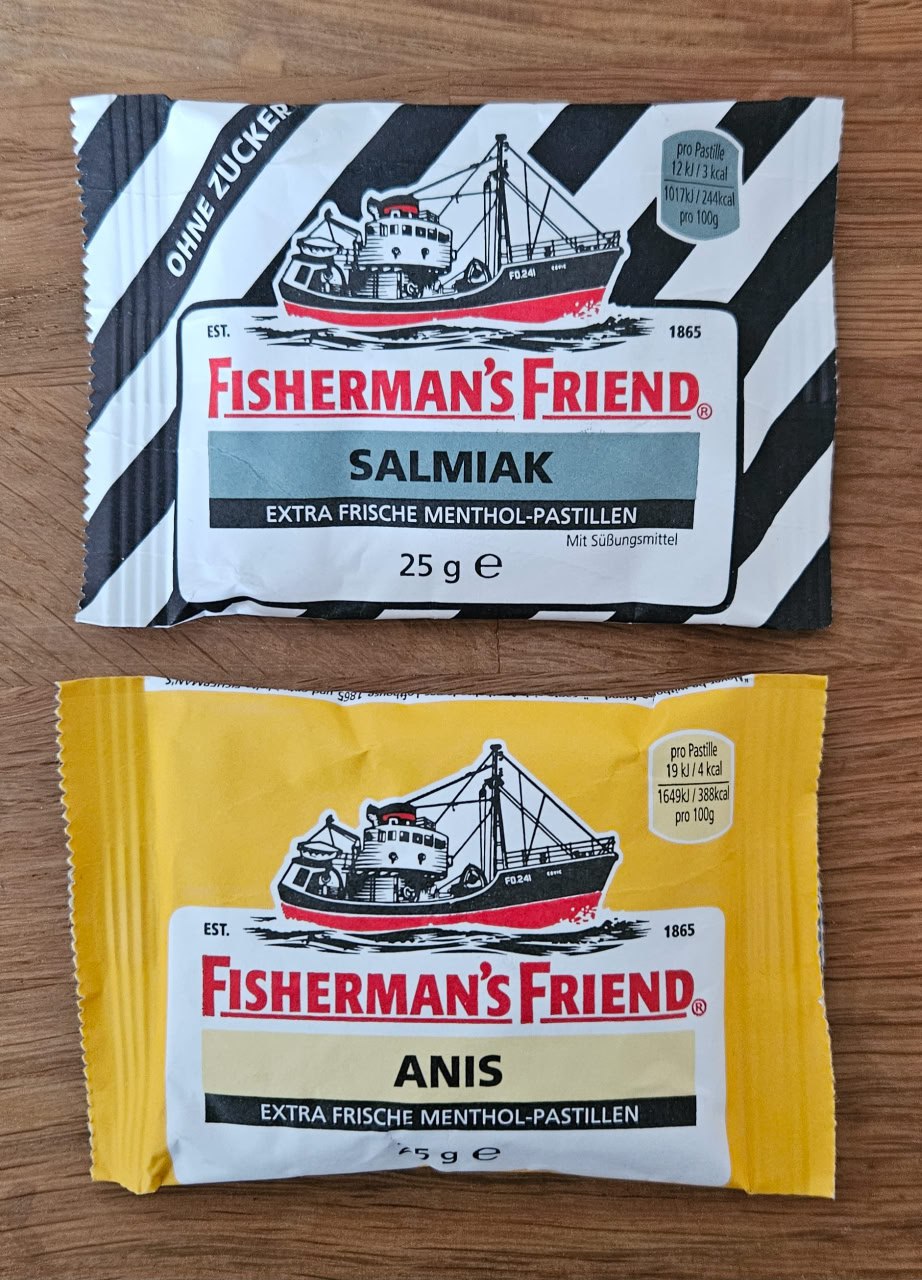 OHNE ZUCKER
pro Pastille
12 kJ / 3 kcal
1017kJ / 244kcal
pro 100g
FD.241
EST.
1865
FISHERMAN'S FRIEND®
SALMIAK
EXTRA FRISCHE MENTHOL-PASTILLEN
Mit Süßungsmittel
25 g e
1865
pro Pastille
19 kJ / 4 kcal
1649kJ / 388kcal
pro 100g
FD.241
EST.
1865
FISHERMAN'S FRIEND®
ANIS
EXTRA FRISCHE MENTHOL-PASTILLEN
5 g e